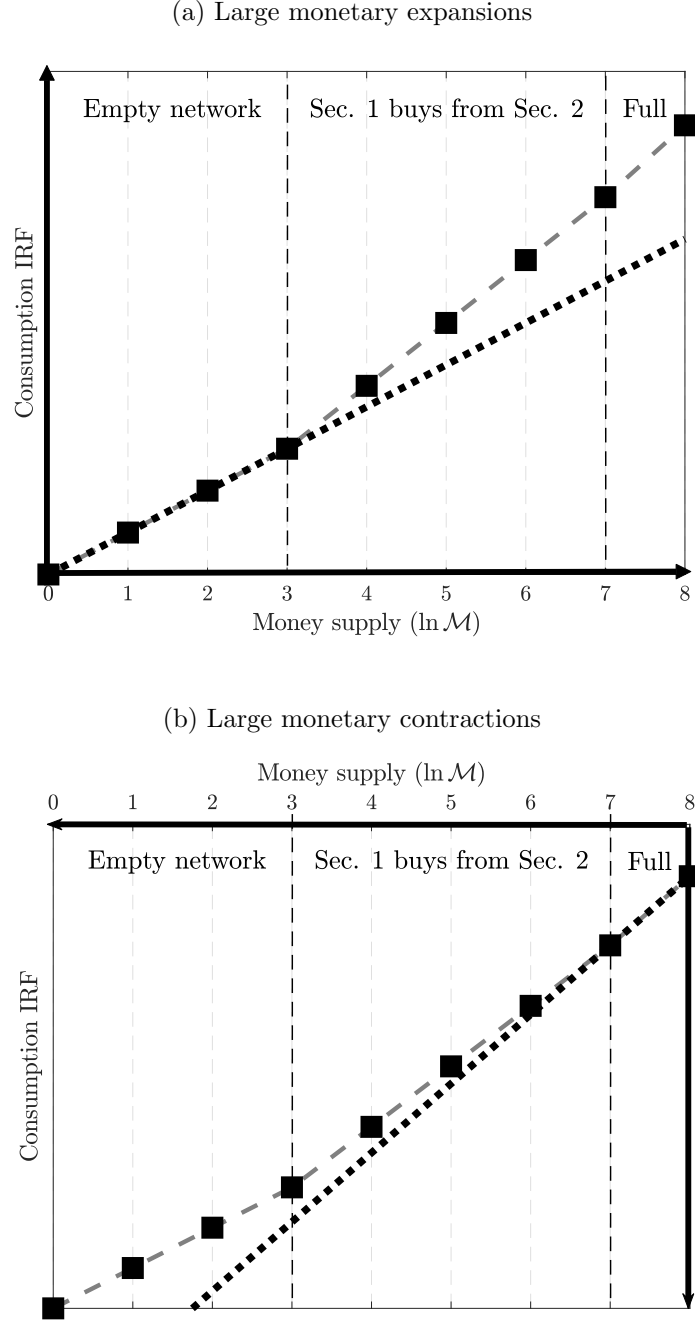 (a) Large monetary expansions
Empty network Sec. 1 buys from Sec. 2 Full
Consumption IRF
0 1 2 3 4 5 6 7 8
Money supply (ln ℳ)
(b) Large monetary contractions
Money supply (ln ℳ)
0 1 2 3 4 5 6 7 8
Empty network Sec. 1 buys from Sec. 2 Full
Consumption IRF